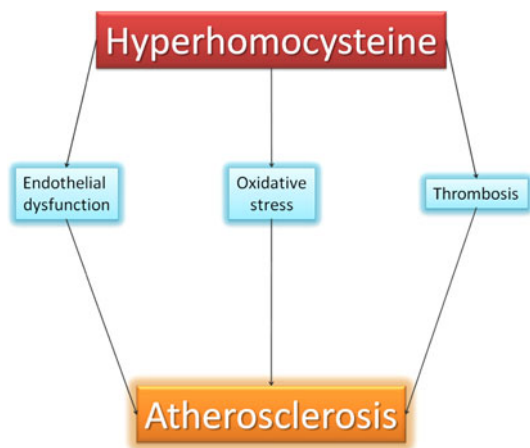 Hyperhomocysteine
Endothelial
dysfunction
Oxidative
stress
Thrombosis
Atherosclerosis